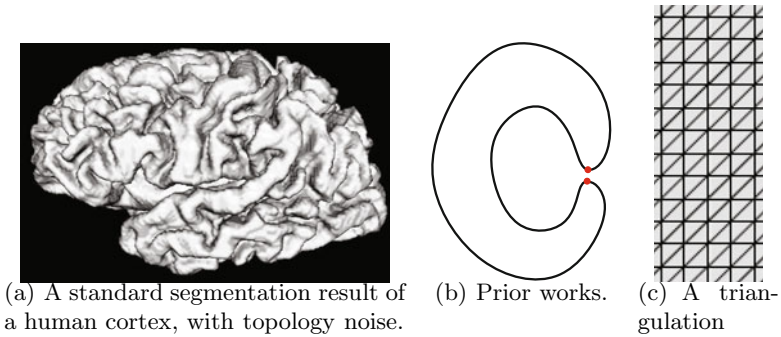 (a) A standard segmentation result of
a human cortex, with topology noise.
(b) Prior works.
(c) A trian-
gulation